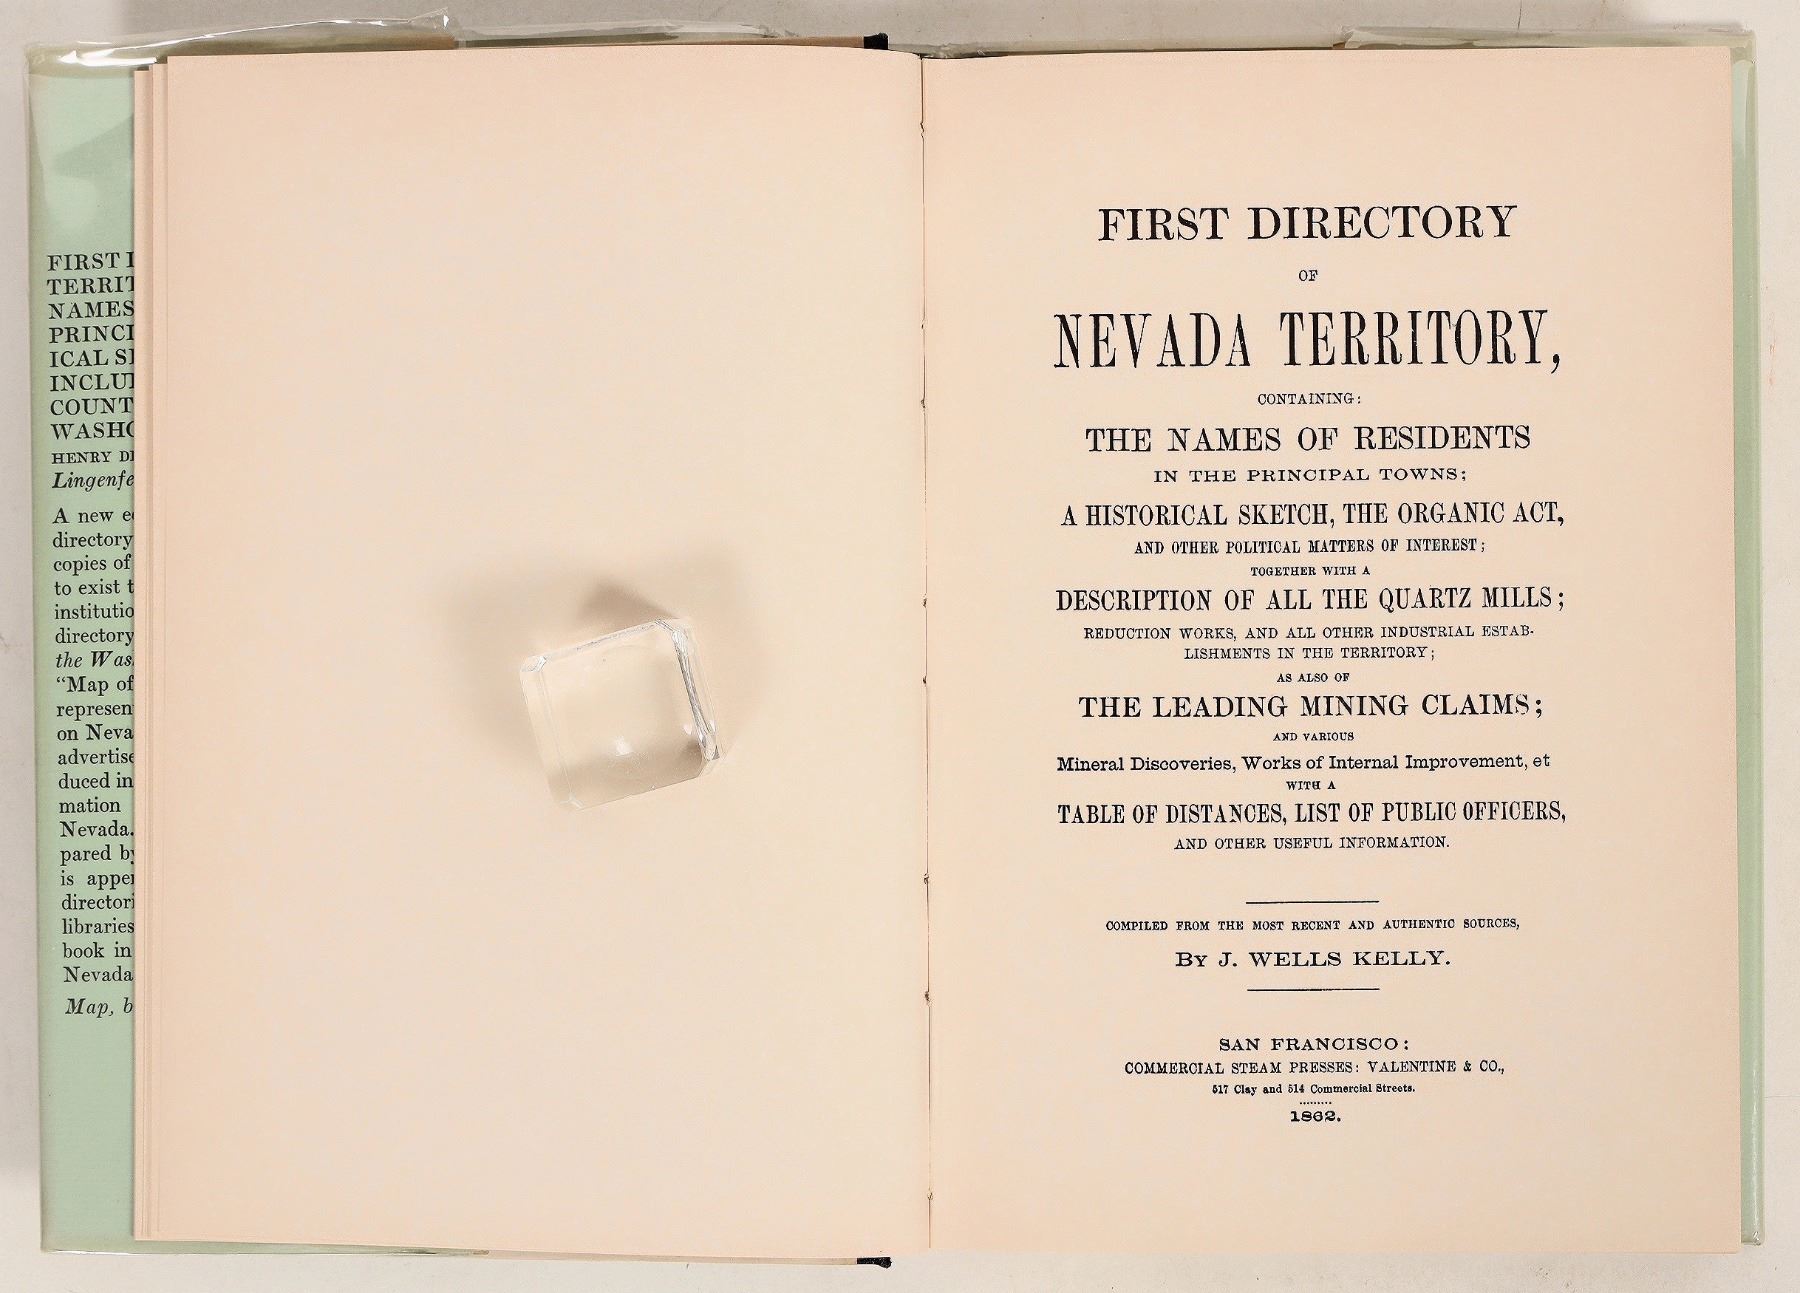 FIRST
TERRIT
NAMES
PRINCI
ICAL
INCLU
COUNT
WASHO
HENRY DE
Lingenfe
A new e
directory
copies of
to exist t
institutio
directory
the Was
"Map of
represen
on Neva
advertise
duced in
mation
Nevada.
pared by
is appe
directori
libraries
book in
Nevada
Map, b
FIRST DIRECTORY
OF
NEVADA TERRITORY,
CONTAINING:
THE NAMES OF RESIDENTS
IN THE PRINCIPAL TOWNS;
A HISTORICAL SKETCH, THE ORGANIC ACT,
AND OTHER POLITICAL MATTERS OF INTEREST;
TOGETHER WITH A
DESCRIPTION OF ALL THE QUARTZ MILLS;
REDUCTION WORKS, AND ALL OTHER INDUSTRIAL ESTAB-
LISHMENTS IN THE TERRITORY;
AS ALSO OF
THE LEADING MINING CLAIMS;
AND VARIOUS
Mineral Discoveries, Works of Internal Improvement, et
WITH A
TABLE OF DISTANCES, LIST OF PUBLIC OFFICERS,
AND OTHER USEFUL INFORMATION.
COMPILED FROM THE MOST RECENT AND AUTHENTIC SOURCES,
BY J. WELLS KELLY.
SAN FRANCISCO:
COMMERCIAL STEAM PRESSES: VALENTINE & CO.,
517 Clay and 514 Commercial Streets.
1862.